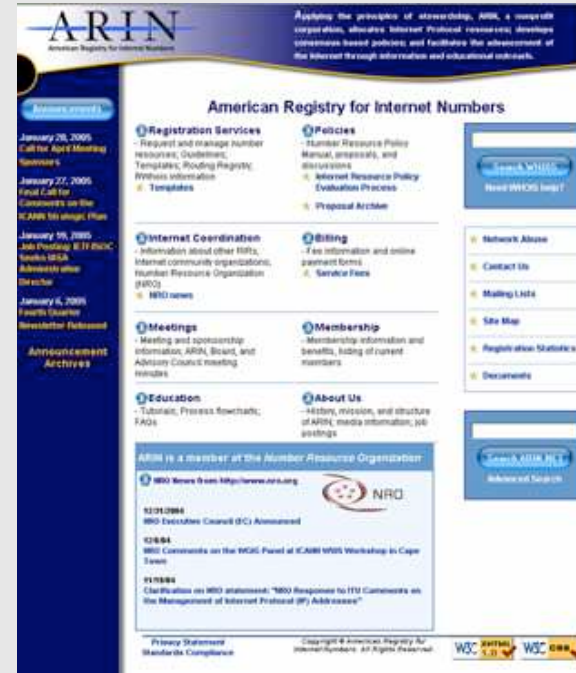 ARIN
American Registry for Internet Numbers
Applying the principles of stewardship, ARIN, a nonprofit
corporation, allocates Internet Protocol resources; develops
consensus-based policies; and facilitates the advancement of
the Internet through information and educational outreach.
Announcements
January 28, 2005
Call for April Meeting
Sponsors
January 27, 2005
Final Call for
Comments on the
ICANN Strategic Plan
January 19, 2005
Job Posting: IETF/ISOC
Seeks IASA
Administrative
Director
January 6, 2005
Fourth Quarter
Newsletter Released
Announcement
Archives
American Registry for Internet Numbers
Registration Services
- Request and manage number
resources; Guidelines;
Templates; Routing Registry;
RWhois information
Templates
Internet Coordination
- Information about other RIRs,
Internet community organizations,
Number Resource Organization
(NRO)
NRO news
Meetings
- Meeting and sponsorship
information; ARIN, Board, and
Advisory Council meeting
minutes
Education
- Tutorials; Process flowcharts;
FAQs
Policies
- Number Resource Policy
Manual, proposals, and
discussions
Internet Resource Policy
Evaluation Process
Proposal Archive
Billing
- Fee information and online
payment forms
Service Fees
Membership
- Membership information and
benefits, listing of current
members
About Us
- History, mission, and structure
of ARIN; media information; job
postings
Search WHOIS
Need WHOIS help?
Network Abuse
Contact Us
Mailing Lists
Site Map
Registration Statistics
Documents
Search ARIN.NET
Advanced Search
ARIN is a member of the Number Resource Organization
NRO News from http://www.nro.org
NRO
12/31/2004
NRO Executive Council (EC) Announced
12/6/04
NRO Comments on the WGIG Panel at ICANN WSIS Workshop in Cape
Town
11/19/04
Clarification on NRO statement: "NRO Response to ITU Comments on
the Management of Internet Protocol (IP) Addresses"
Privacy Statement
Standards Compliance
Copyright © American Registry for
Internet Numbers. All Rights Reserved.
W3C XHTML 1.0
W3C CSS